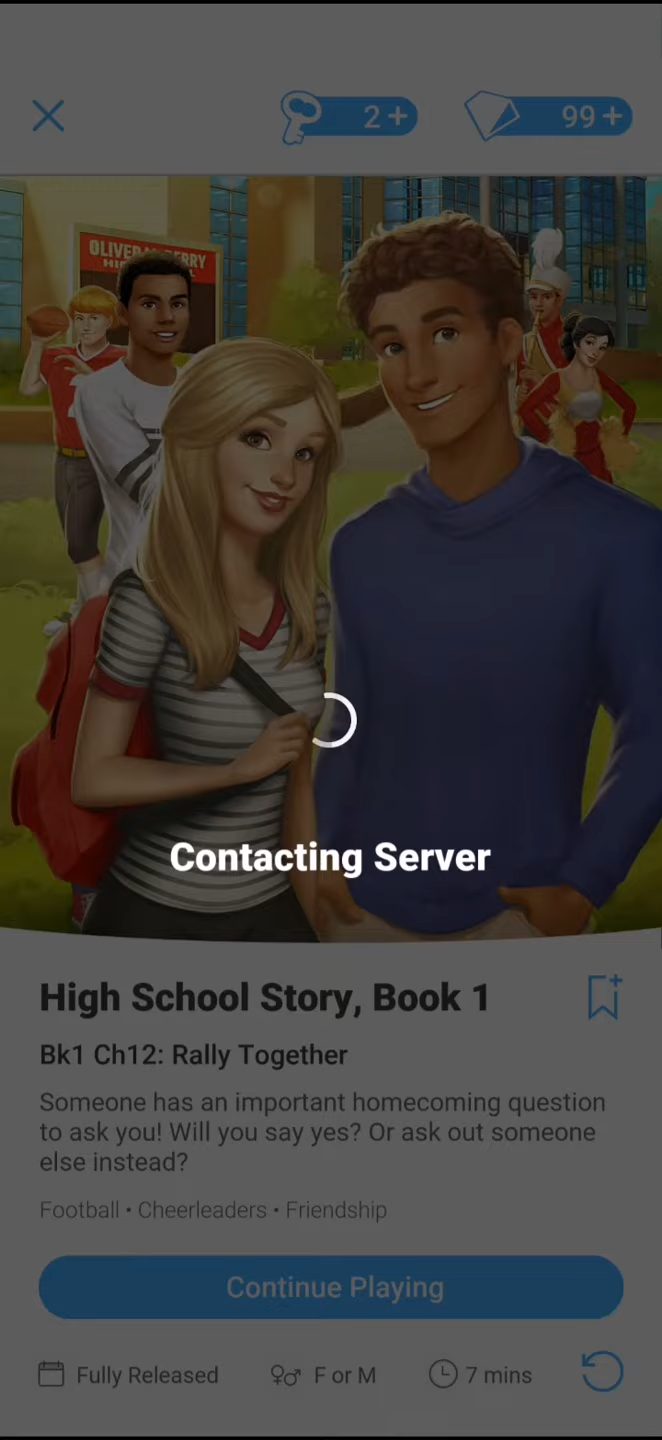 2 +
99 +
OLIVER BERRY
Contacting Server
High School Story, Book 1
Bk1 Ch12: Rally Together
Someone has an important homecoming question
to ask you! Will you say yes? Or ask out someone
else instead?
Football • Cheerleaders • Friendship
Continue Playing
Fully Released
F or M
7 mins